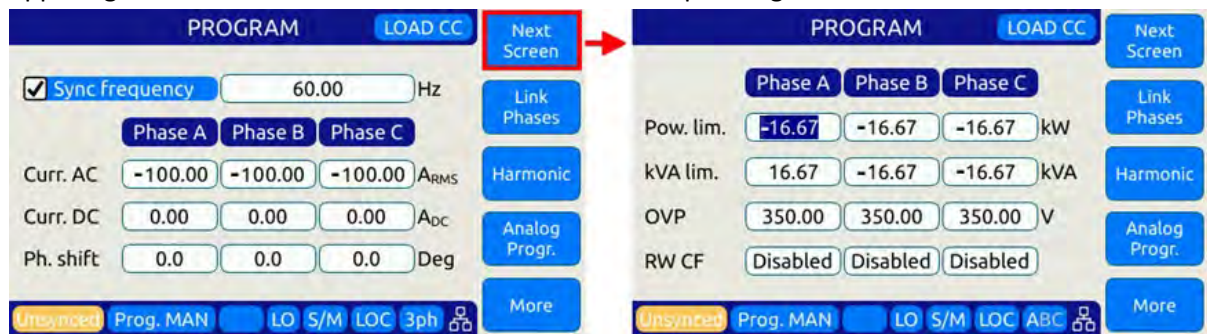 PROGRAM LOAD CC
Next
Screen
Sync frequency 60.00 Hz
Link
Phases
Phase A Phase B Phase C
Curr. AC -100.00 -100.00 -100.00 ARMS
Harmonic
Curr. DC 0.00 0.00 0.00 ADC
Analog
Progr.
Ph. shift 0.0 0.0 0.0 Deg
More
Unsynced Prog. MAN LO S/M LOC 3ph
PROGRAM LOAD CC
Next
Screen
Phase A Phase B Phase C
Link
Phases
Pow. lim. -16.67 -16.67 -16.67 kW
kVA lim. 16.67 -16.67 -16.67 kVA
Harmonic
OVP 350.00 350.00 350.00 V
Analog
Progr.
RW CF Disabled Disabled Disabled
More
Unsynced Prog. MAN LO S/M LOC ABC